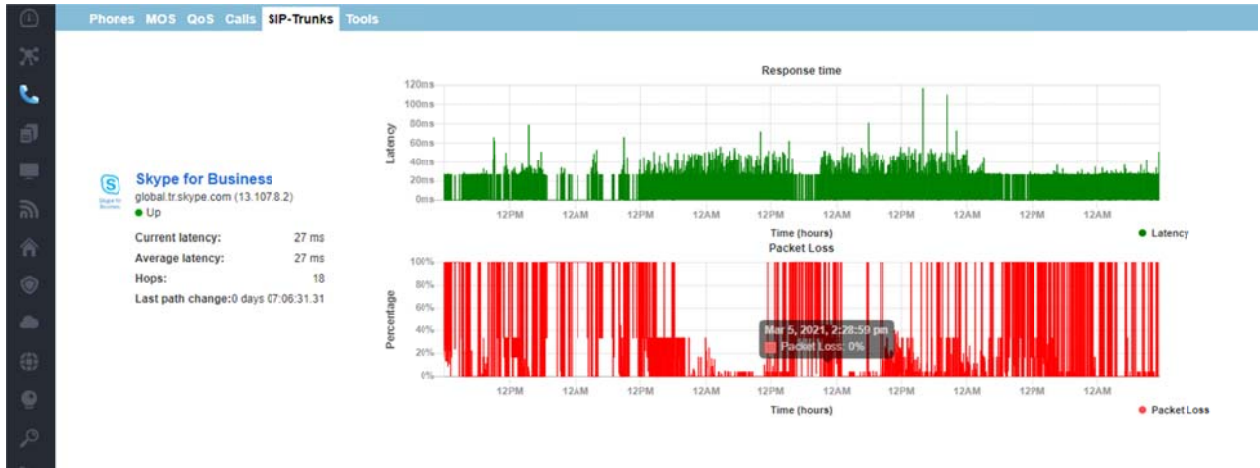 Phones MOS QoS Calls SIP-Trunks Tools
Skype for Business
global.tr.skype.com (13.107.8.2)
Up
Current latency: 27 ms
Average latency: 27 ms
Hops: 18
Last path change:0 days 07:06:31.31
Response time
120ms
100ms
80ms
60ms
40ms
20ms
0ms
Latency
12PM 12AM 12PM 12AM 12PM 12AM 12PM 12AM 12PM 12AM
Time (hours)
Latency
Packet Loss
100%
80%
60%
40%
20%
0%
Percentage
Mar 5, 2021, 2:28:59 pm
Packet Loss: 0%
12PM 12AM 12PM 12AM 12PM 12AM 12PM 12AM 12PM 12AM
Time (hours)
Packet Loss